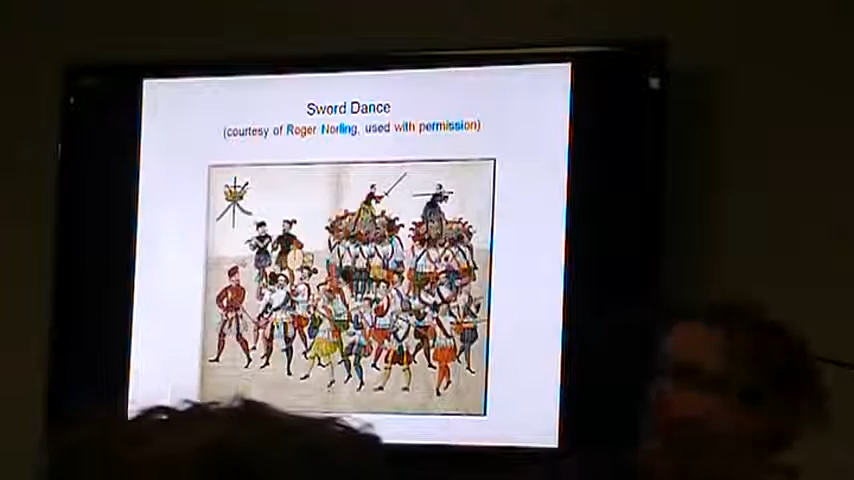 Sword Dance
(courtesy of Roger Norling, used with permission)